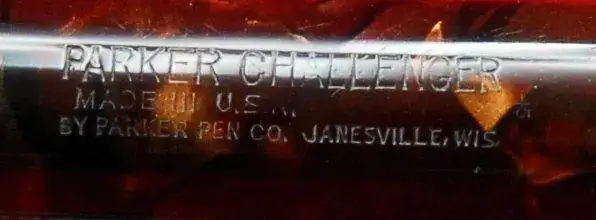 PARKER CHALLENGER
MADE IN U.S.A.
BY PARKER PEN CO. JANESVILLE, WIS.